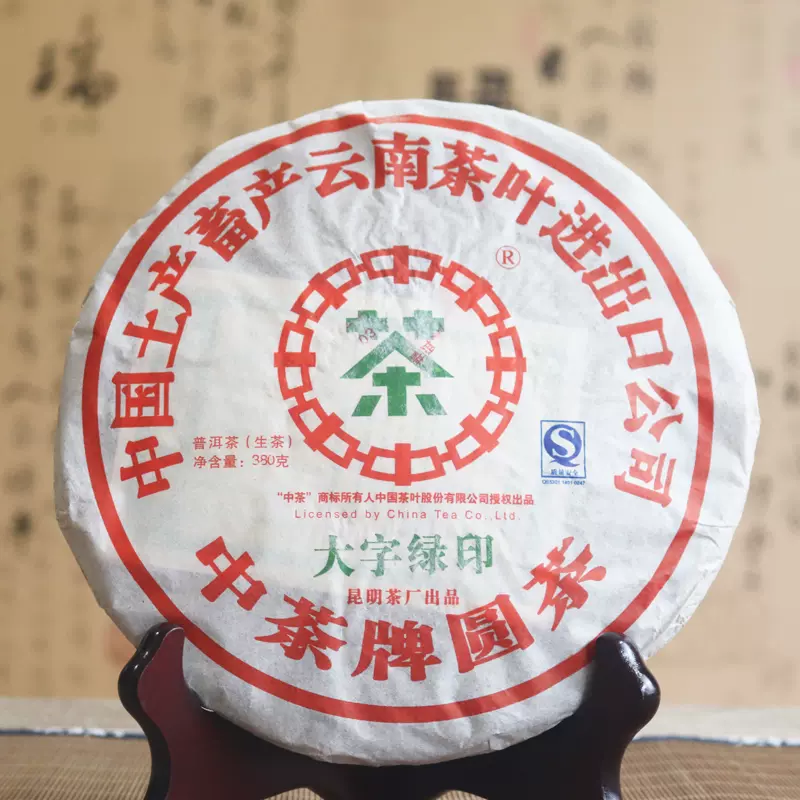 中国土产畜产云南茶叶进出口公司
®
茶
普洱茶（生茶）
净含量：380克
“中茶”商标所有人中国茶叶股份有限公司授权出品
Licensed by China Tea Co.,Ltd.
大字绿印
昆明茶厂出品
中茶牌圆茶
瑞